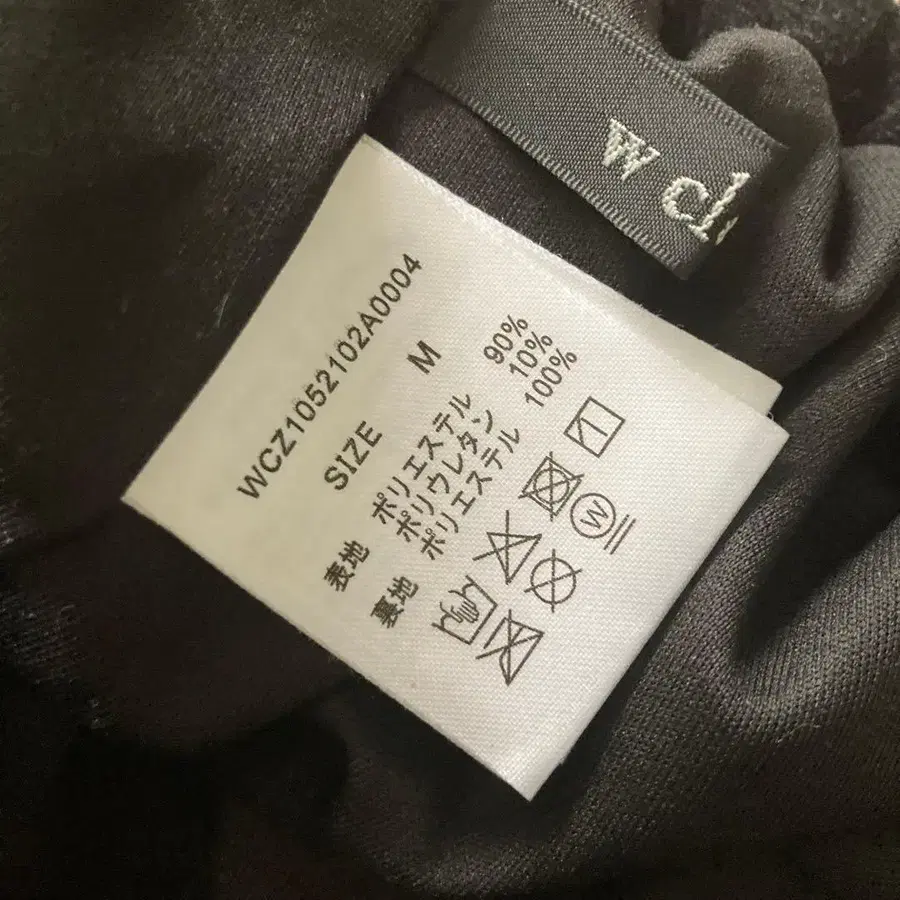 w cl
WCZ1052102A0004
SIZE M
表地 ポリエステル 90%
ポリウレタン 10%
裏地 ポリエステル 100%
W